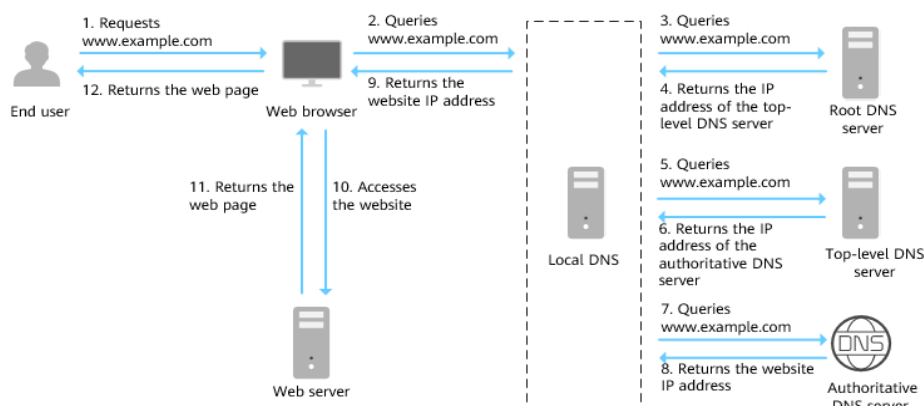 1. Requests
www.example.com
12. Returns the web page
End user
2. Queries
www.example.com
9. Returns the
website IP address
Web browser
11. Returns the
web page
10. Accesses
the website
Web server
Local DNS
3. Queries
www.example.com
4. Returns the IP
address of the top-
level DNS server
Root DNS
server
5. Queries
www.example.com
6. Returns the IP
address of the
authoritative DNS
server
Top-level DNS
server
7. Queries
www.example.com
8. Returns the website
IP address
DNS
Authoritative
DNS server